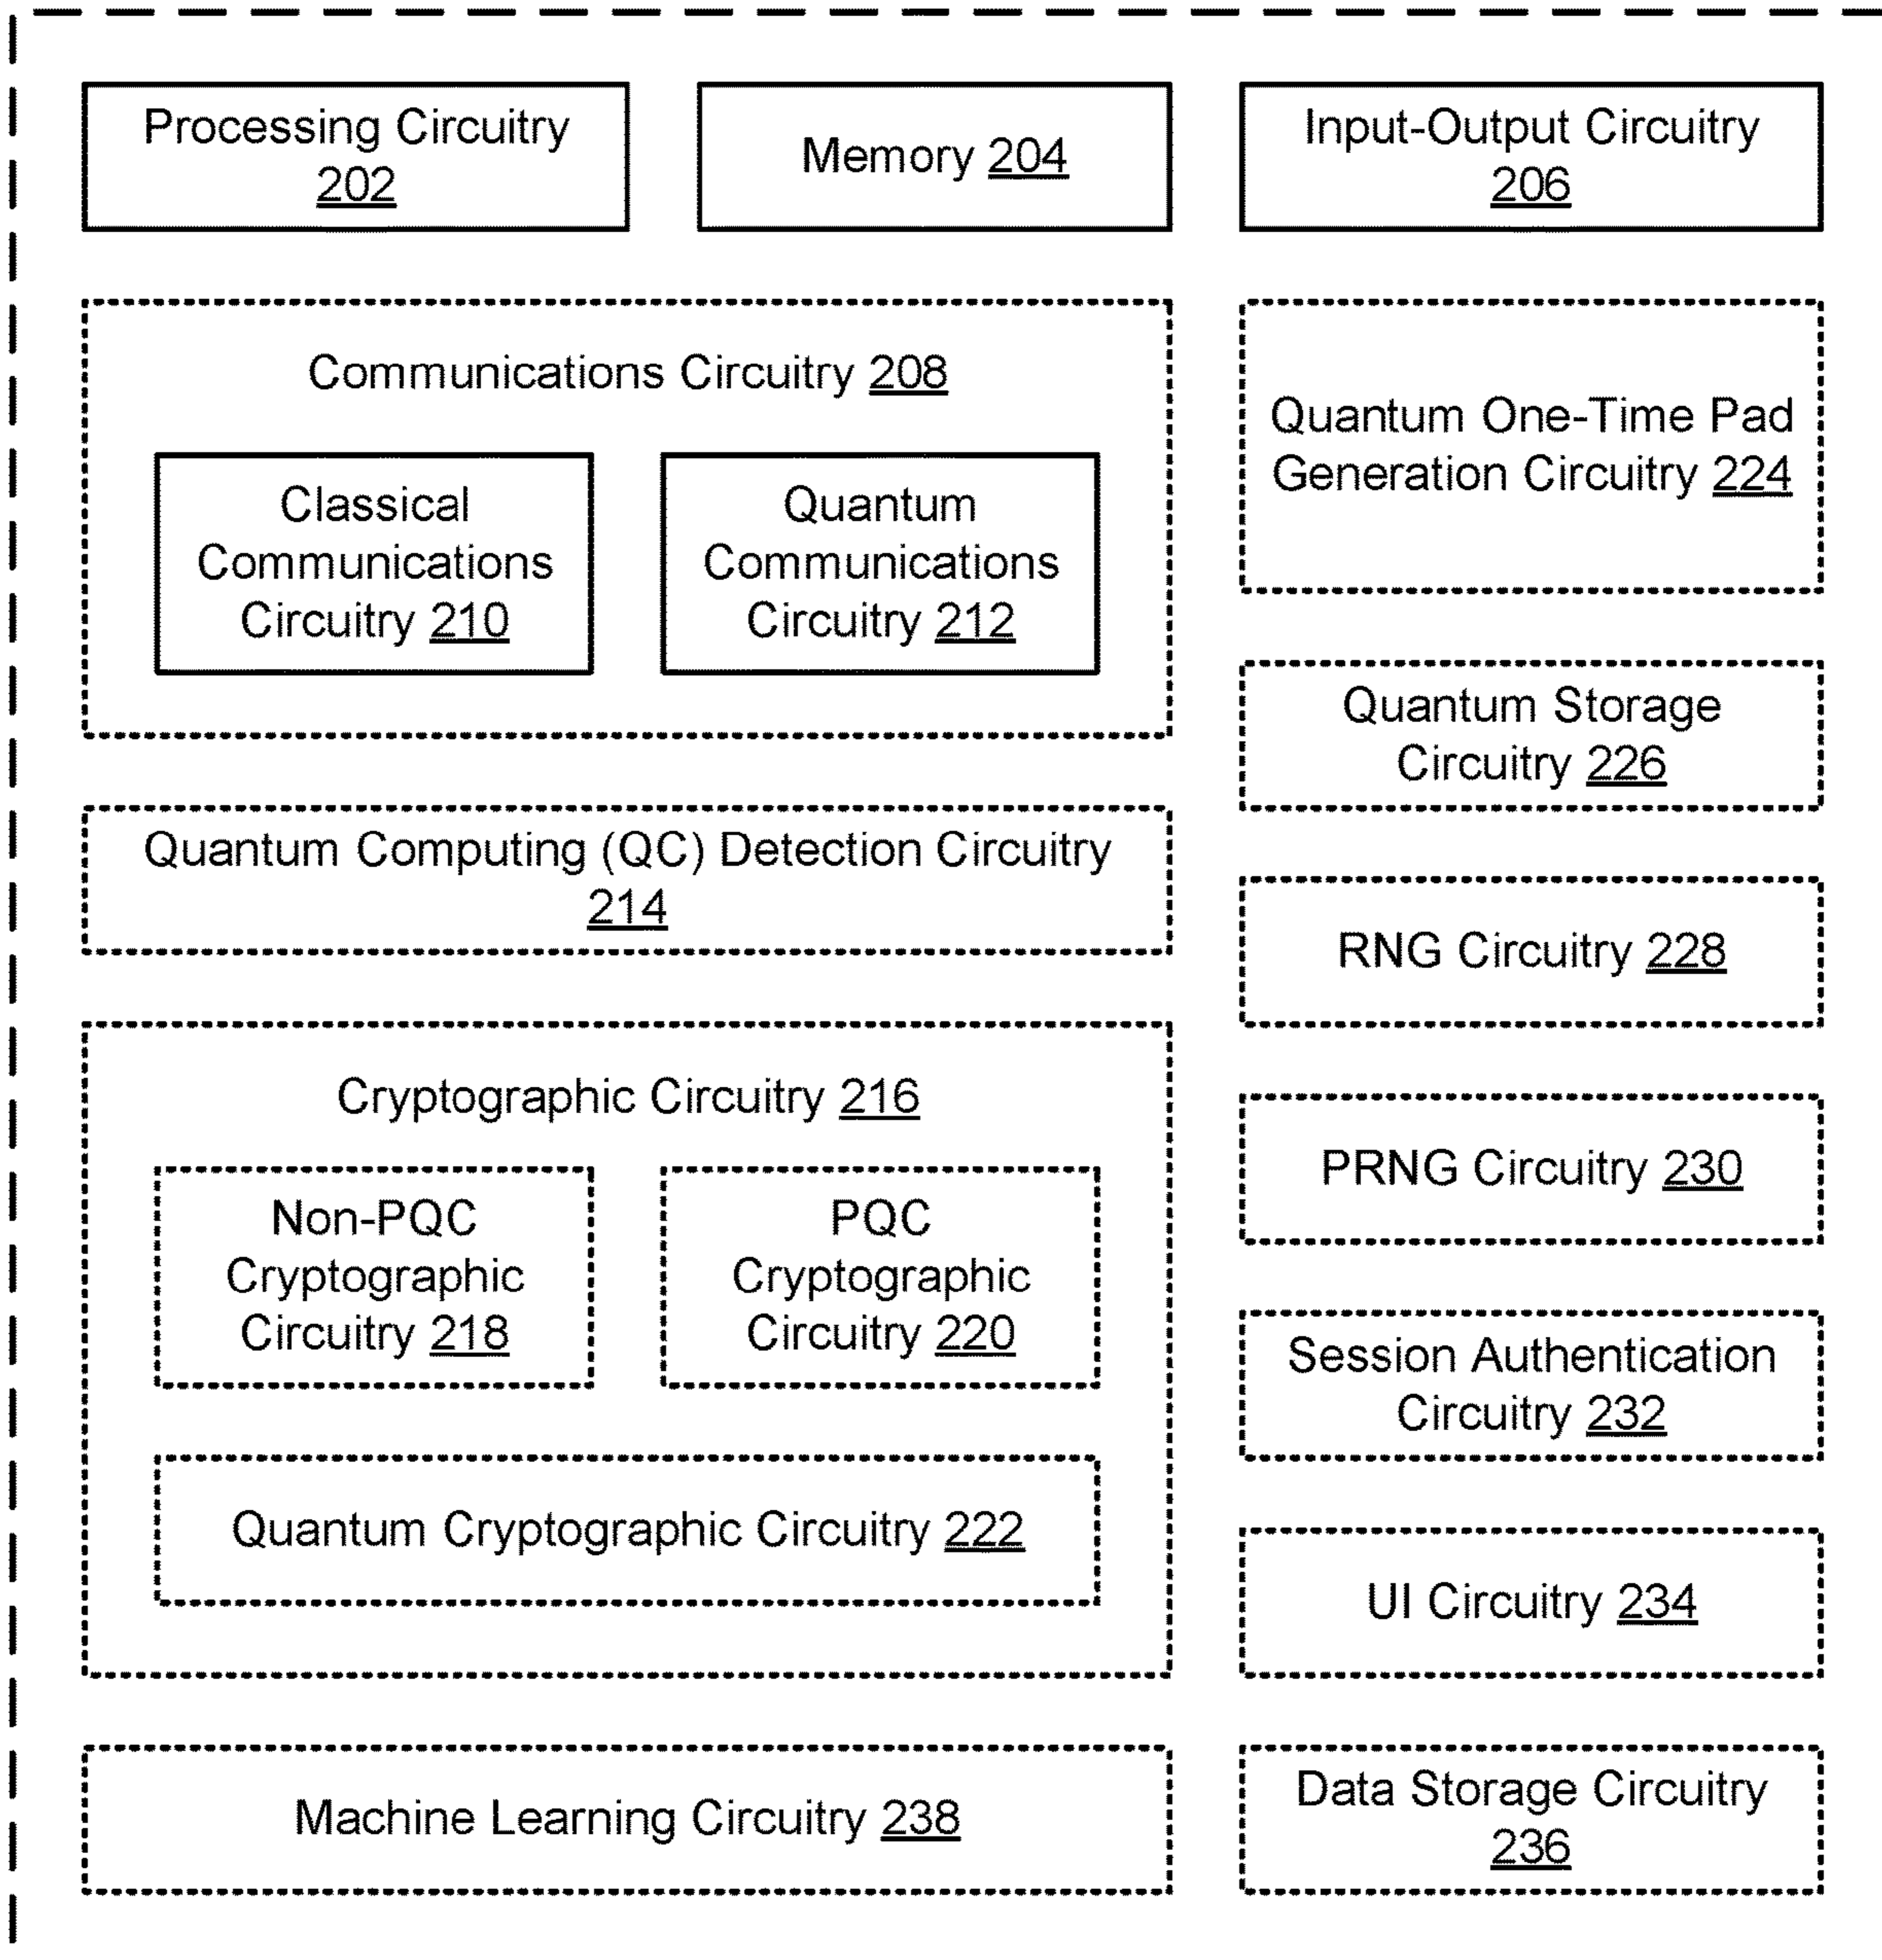 Processing Circuitry
202
Memory 204
Input-Output Circuitry
206
Communications Circuitry 208
Classical
Communications
Circuitry 210
Quantum
Communications
Circuitry 212
Quantum Computing (QC) Detection Circuitry
214
Cryptographic Circuitry 216
Non-PQC
Cryptographic
Circuitry 218
PQC
Cryptographic
Circuitry 220
Quantum Cryptographic Circuitry 222
Machine Learning Circuitry 238
Quantum One-Time Pad
Generation Circuitry 224
Quantum Storage
Circuitry 226
RNG Circuitry 228
PRNG Circuitry 230
Session Authentication
Circuitry 232
UI Circuitry 234
Data Storage Circuitry
236